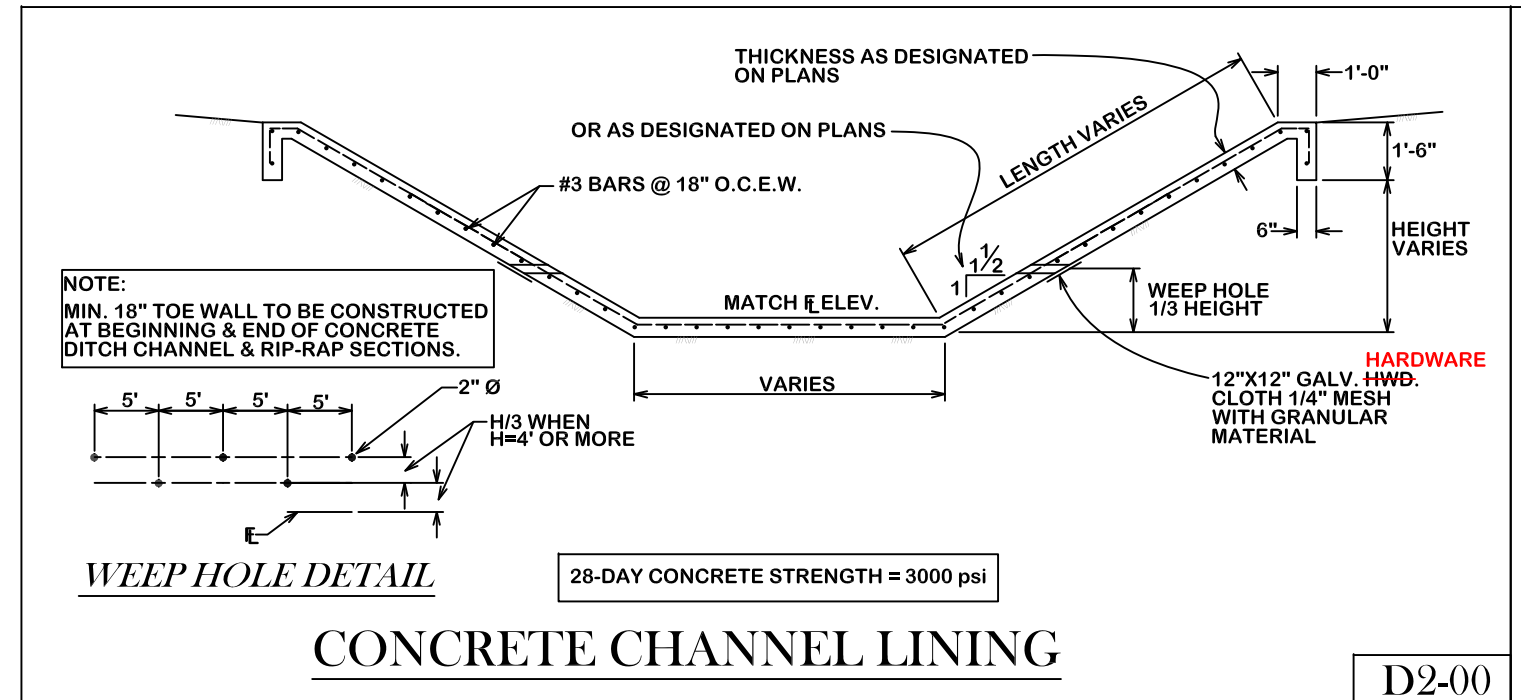 THICKNESS AS DESIGNATED
ON PLANS
1'-0"
OR AS DESIGNATED ON PLANS
LENGTH VARIES
1'-6"
#3 BARS @ 18" O.C.E.W.
6"
HEIGHT
VARIES
1 1/2
1
NOTE:
MIN. 18" TOE WALL TO BE CONSTRUCTED
AT BEGINNING & END OF CONCRETE
DITCH CHANNEL & RIP-RAP SECTIONS.
MATCH FL ELEV.
WEEP HOLE
1/3 HEIGHT
VARIES
HARDWARE
12"X12" GALV. HWD.
CLOTH 1/4" MESH
WITH GRANULAR
MATERIAL
5' 5' 5' 5'
2" Ø
H/3 WHEN
H=4' OR MORE
FL
WEEP HOLE DETAIL
28-DAY CONCRETE STRENGTH = 3000 psi
CONCRETE CHANNEL LINING
D2-00